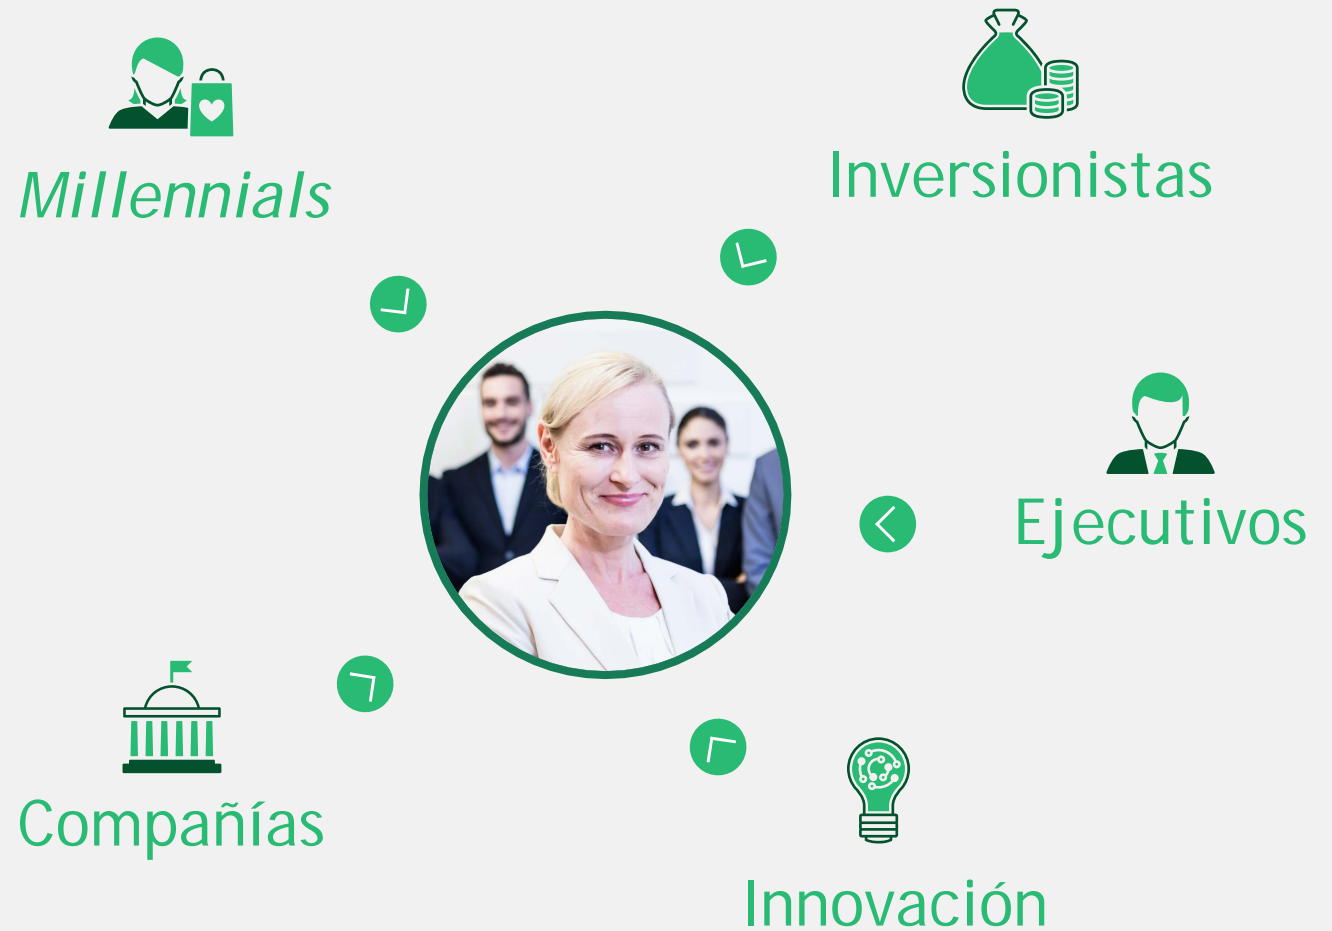 Millennials
Inversionistas
Ejecutivos
Compañías
Innovación